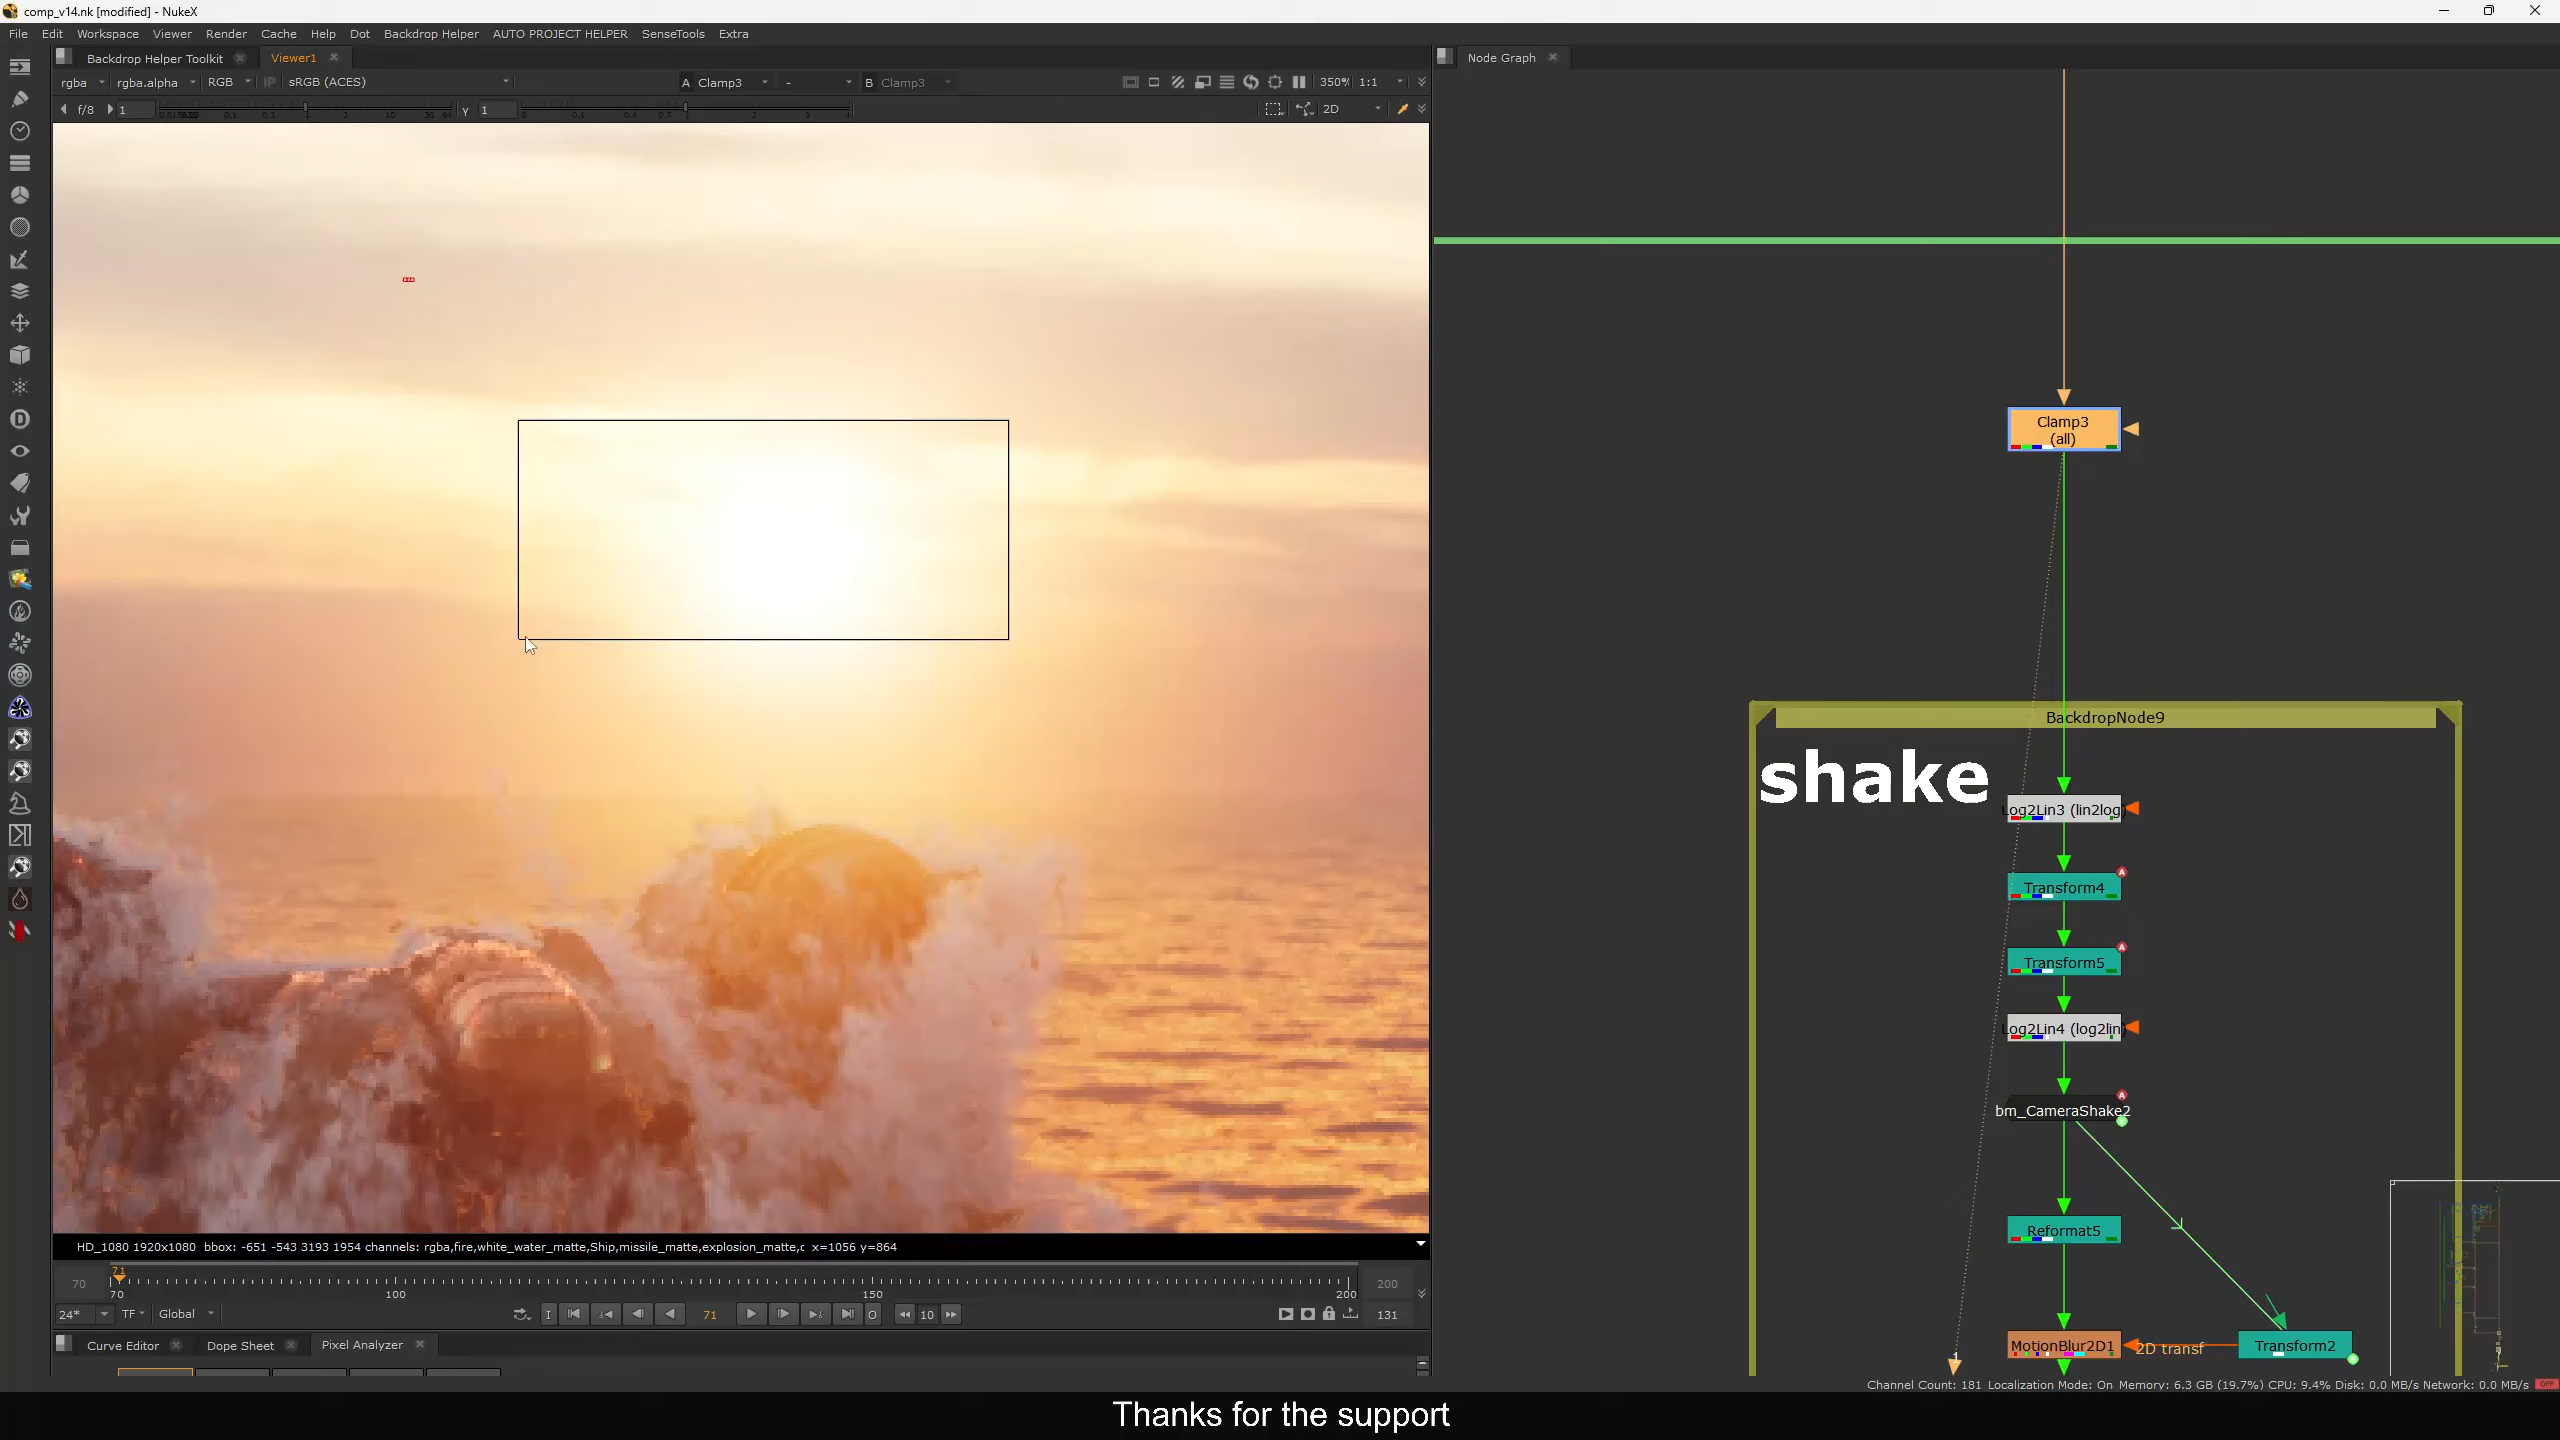 comp_v14.nk [modified] - NukeX
File Edit Workspace Viewer Render Cache Help Dot Backdrop Helper AUTO PROJECT HELPER SenseTools Extra
Backdrop Helper Toolkit Viewer1
Node Graph
rgba rgba.alpha RGB IP sRGB (ACES) A Clamp3 - B Clamp3 350% 1:1
f/8 1 Y 1 2D
Clamp3
(all)
BackdropNode9
shake
Log2Lin3 (lin2log)
Transform4
Transform5
Log2Lin4 (log2lin)
bm_CameraShake2
Reformat5
MotionBlur2D1 2D transf Transform2
1
HD_1080 1920x1080 bbox: -651 -543 3193 1954 channels: rgba,fire,white_water_matte,Ship,missile_matte,explosion_matte,c x=1056 y=864
70 71 200
70 100 150 200
24* TF Global I 71 O 10 131
Curve Editor Dope Sheet Pixel Analyzer
Channel Count: 181 Localization Mode: On Memory: 6.3 GB (19.7%) CPU: 9.4% Disk: 0.0 MB/s Network: 0.0 MB/s OFF
Thanks for the support